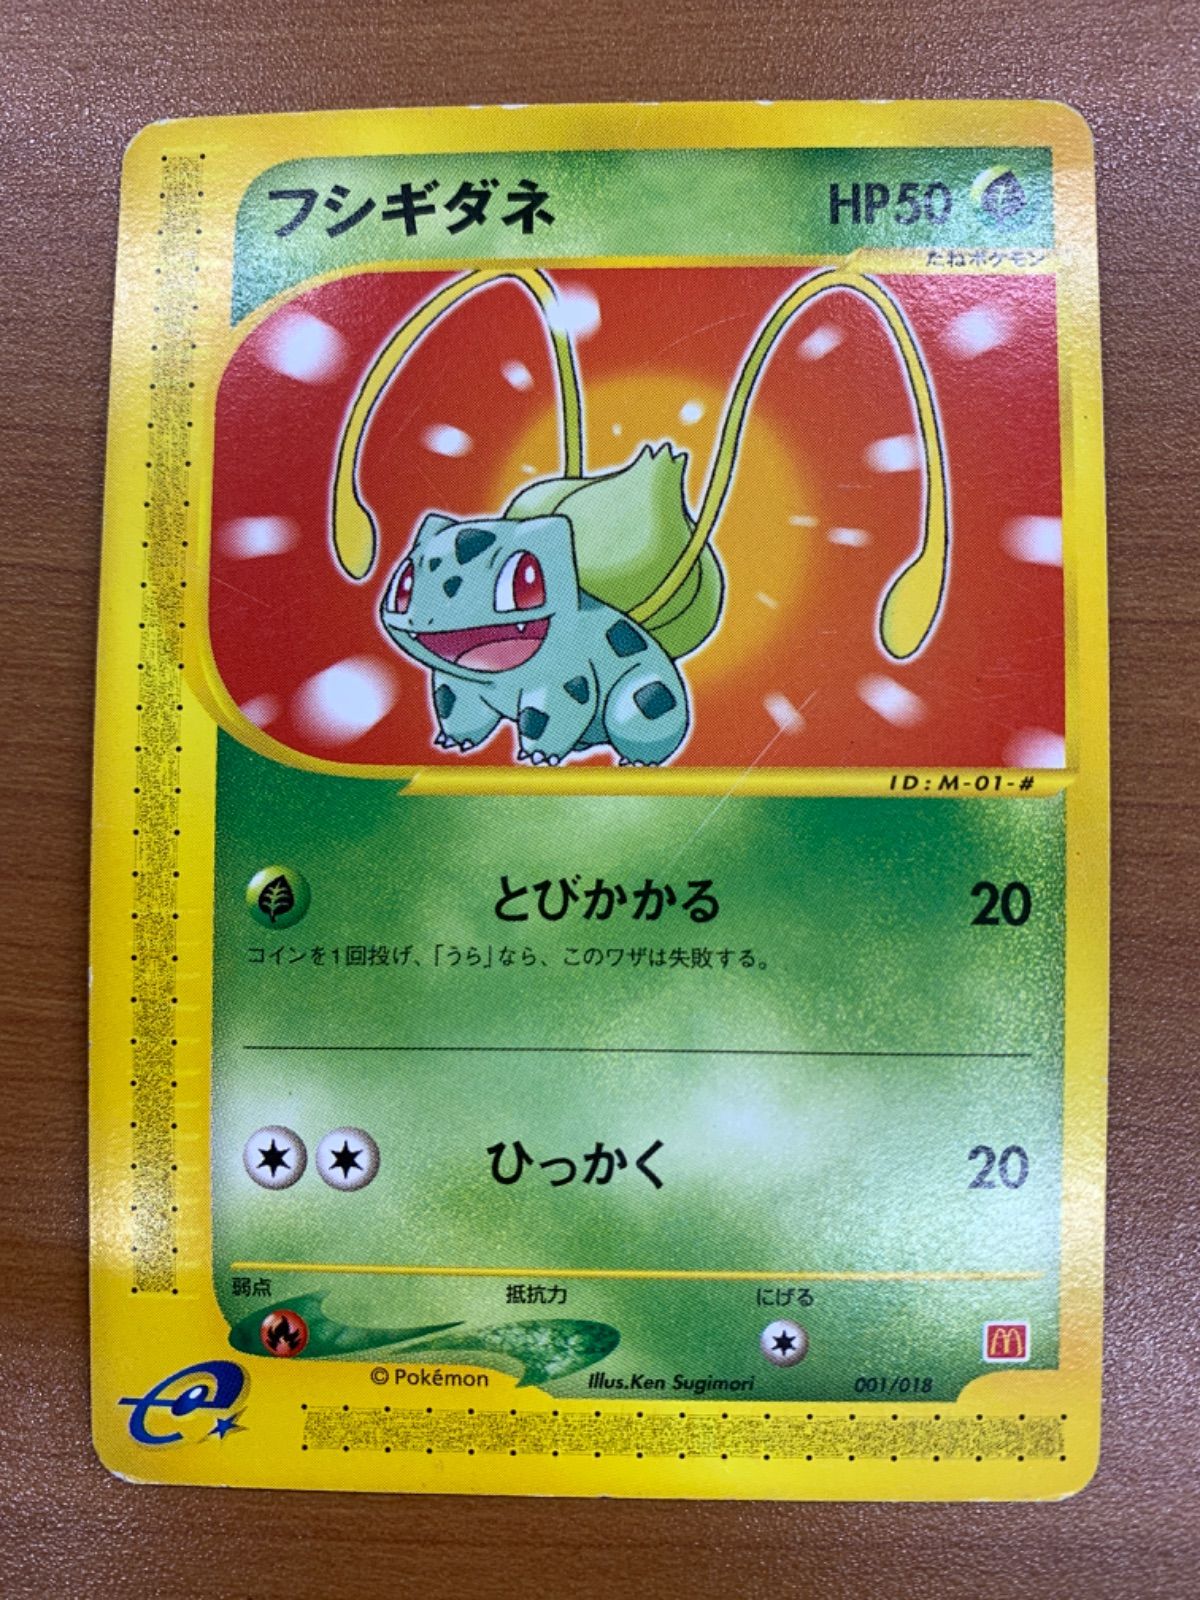 フシギダネ HP50
たねポケモン
ID:M-01-#
とびかかる 20
コインを1回投げ、「うら」なら、このワザは失敗する。
ひっかく 20
弱点 抵抗力 にげる
© Pokémon Illus.Ken Sugimori 001/018